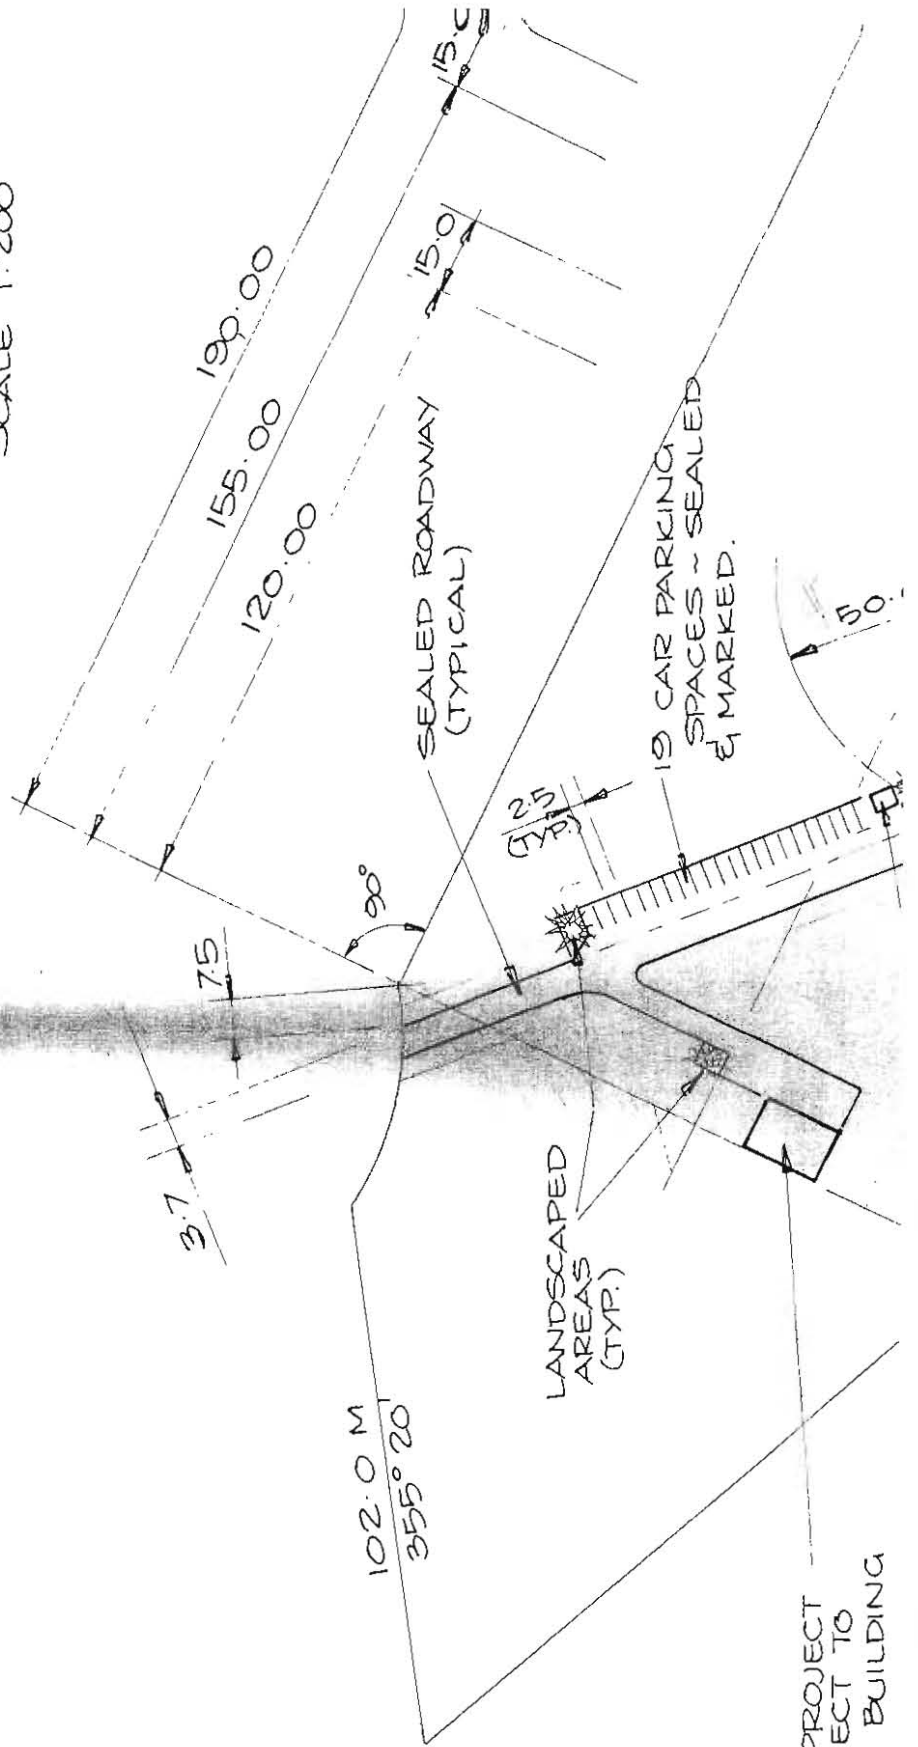 SCALE 1:200
190.00
155.00
15.0
120.00
15.0
SEALED ROADWAY
(TYPICAL)
19 CAR PARKING
SPACES ~ SEALED
& MARKED.
2.5
(TYP.)
50.
90°
7.5
3.7
LANDSCAPED
AREAS
(TYP.)
102.0 M
355° 20'
PROJECT
ECT TO
BUILDING